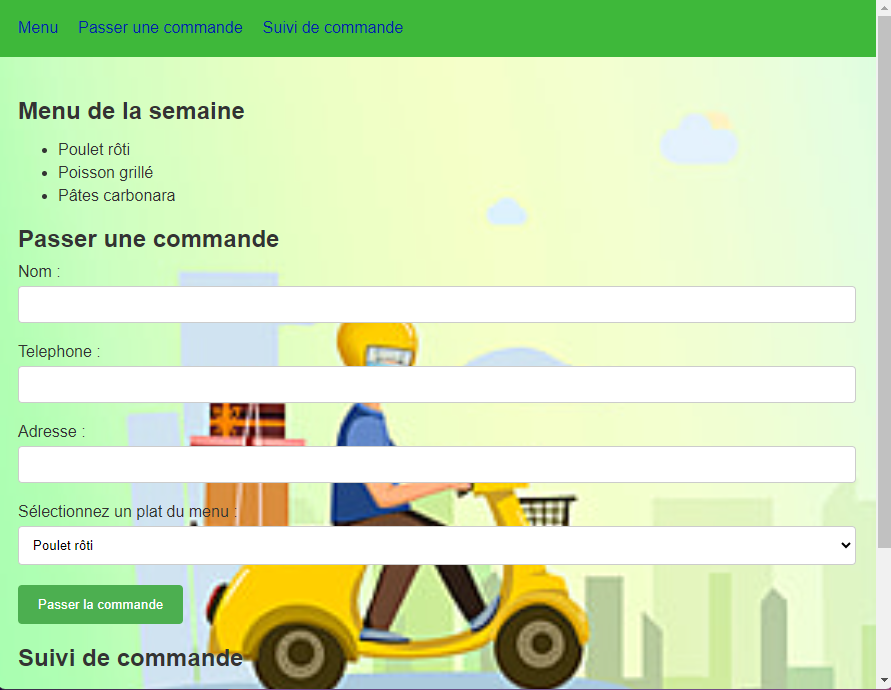 Menu Passer une commande Suivi de commande
Menu de la semaine
Poulet rôti
Poisson grillé
Pâtes carbonara
Passer une commande
Nom :
Telephone :
Adresse :
Sélectionnez un plat du menu :
Poulet rôti
Passer la commande
Suivi de commande